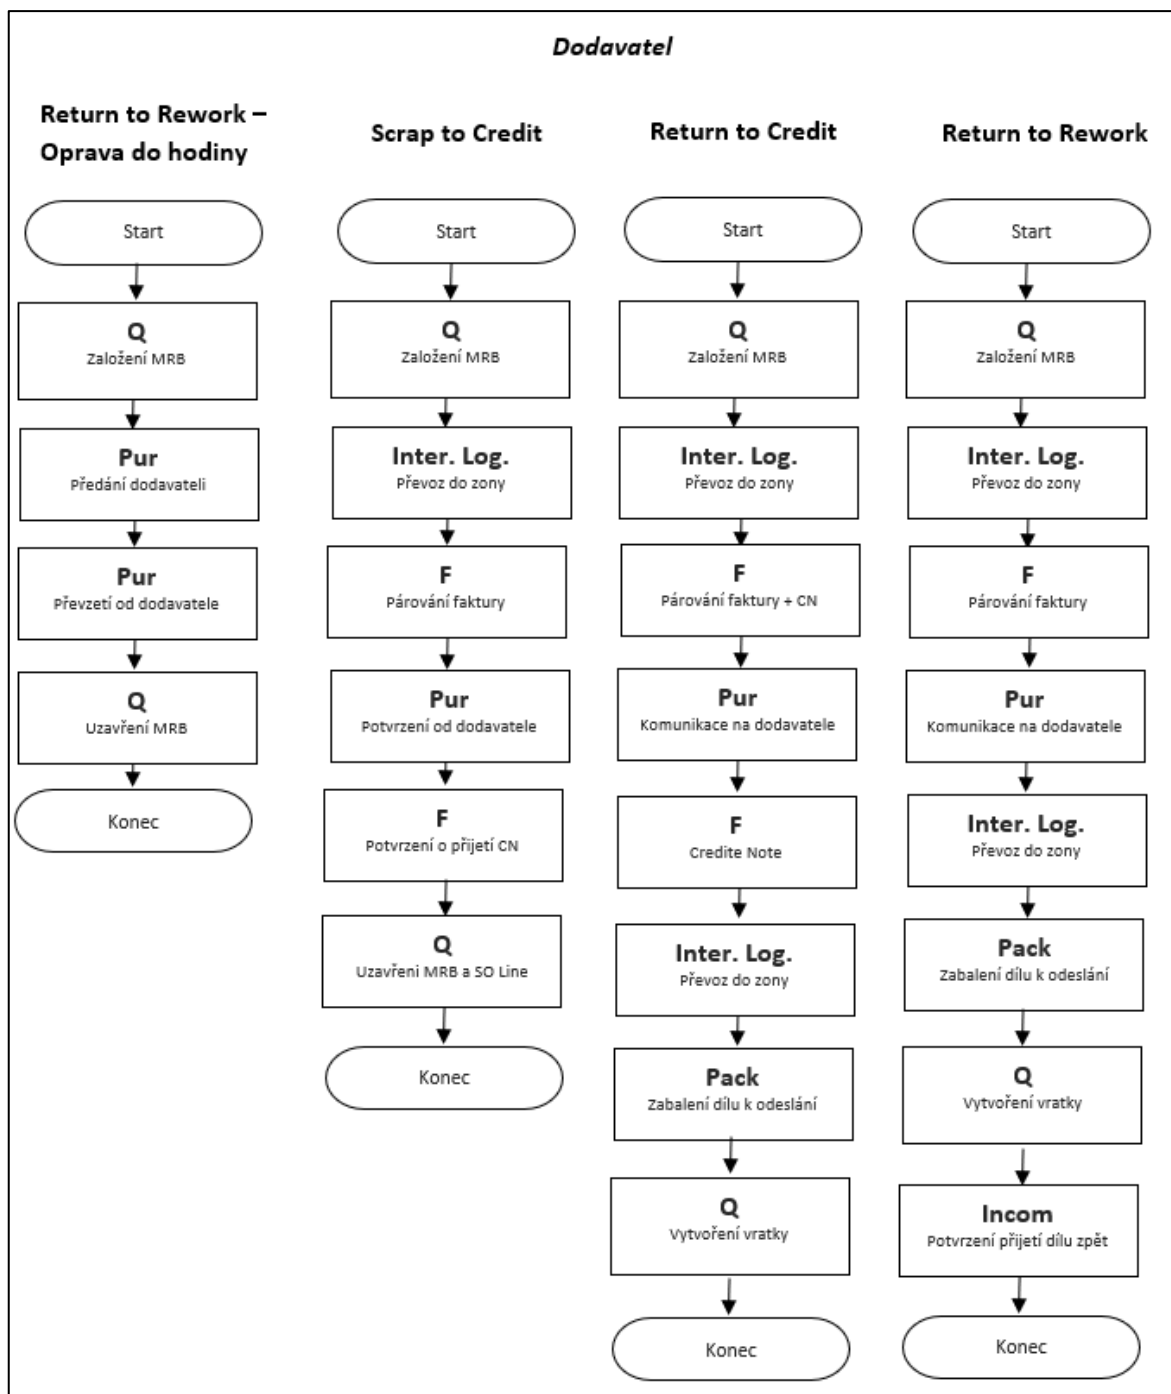 Dodavatel
Return to Rework –
Oprava do hodiny
Start
Q
Založení MRB
Pur
Předání dodavateli
Pur
Převzetí od dodavatele
Q
Uzavření MRB
Konec
Scrap to Credit
Start
Q
Založení MRB
Inter. Log.
Převoz do zony
F
Párování faktury
Pur
Potvrzení od dodavatele
F
Potvrzení o přijetí CN
Q
Uzavřeni MRB a SO Line
Konec
Return to Credit
Start
Q
Založení MRB
Inter. Log.
Převoz do zony
F
Párování faktury + CN
Pur
Komunikace na dodavatele
F
Credite Note
Inter. Log.
Převoz do zony
Pack
Zabalení dílu k odeslání
Q
Vytvoření vratky
Konec
Return to Rework
Start
Q
Založení MRB
Inter. Log.
Převoz do zony
F
Párování faktury
Pur
Komunikace na dodavatele
Inter. Log.
Převoz do zony
Pack
Zabalení dílu k odeslání
Q
Vytvoření vratky
Incom
Potvrzení přijetí dílu zpět
Konec